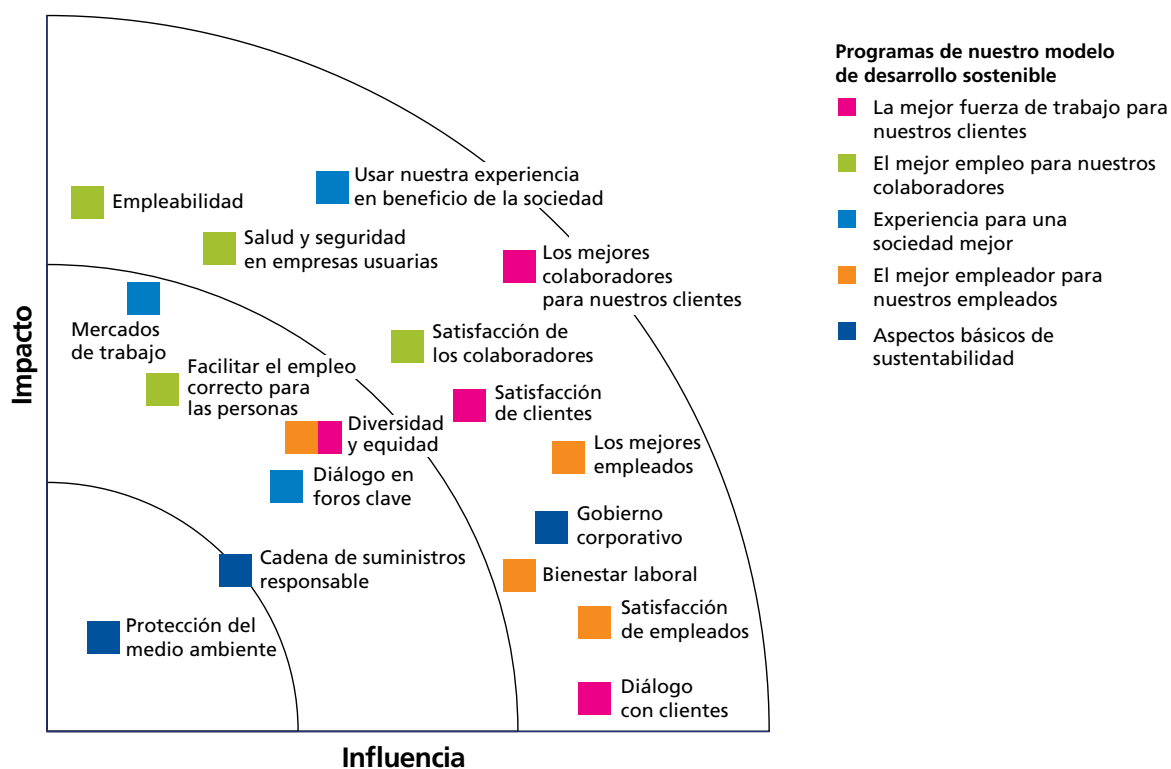 Impacto
Empleabilidad
Usar nuestra experiencia
en beneficio de la sociedad
Salud y seguridad
en empresas usuarias
Los mejores
colaboradores
para nuestros clientes
Mercados
de trabajo
Satisfacción de
los colaboradores
Facilitar el empleo
correcto para
las personas
Satisfacción
de clientes
Diversidad
y equidad
Los mejores
empleados
Diálogo en
foros clave
Gobierno
corporativo
Cadena de suministros
responsable
Bienestar laboral
Protección del
medio ambiente
Satisfacción
de empleados
Diálogo
con clientes
Influencia
Programas de nuestro modelo
de desarrollo sostenible
La mejor fuerza de trabajo para
nuestros clientes
El mejor empleo para nuestros
colaboradores
Experiencia para una
sociedad mejor
El mejor empleador para
nuestros empleados
Aspectos básicos de
sustentabilidad